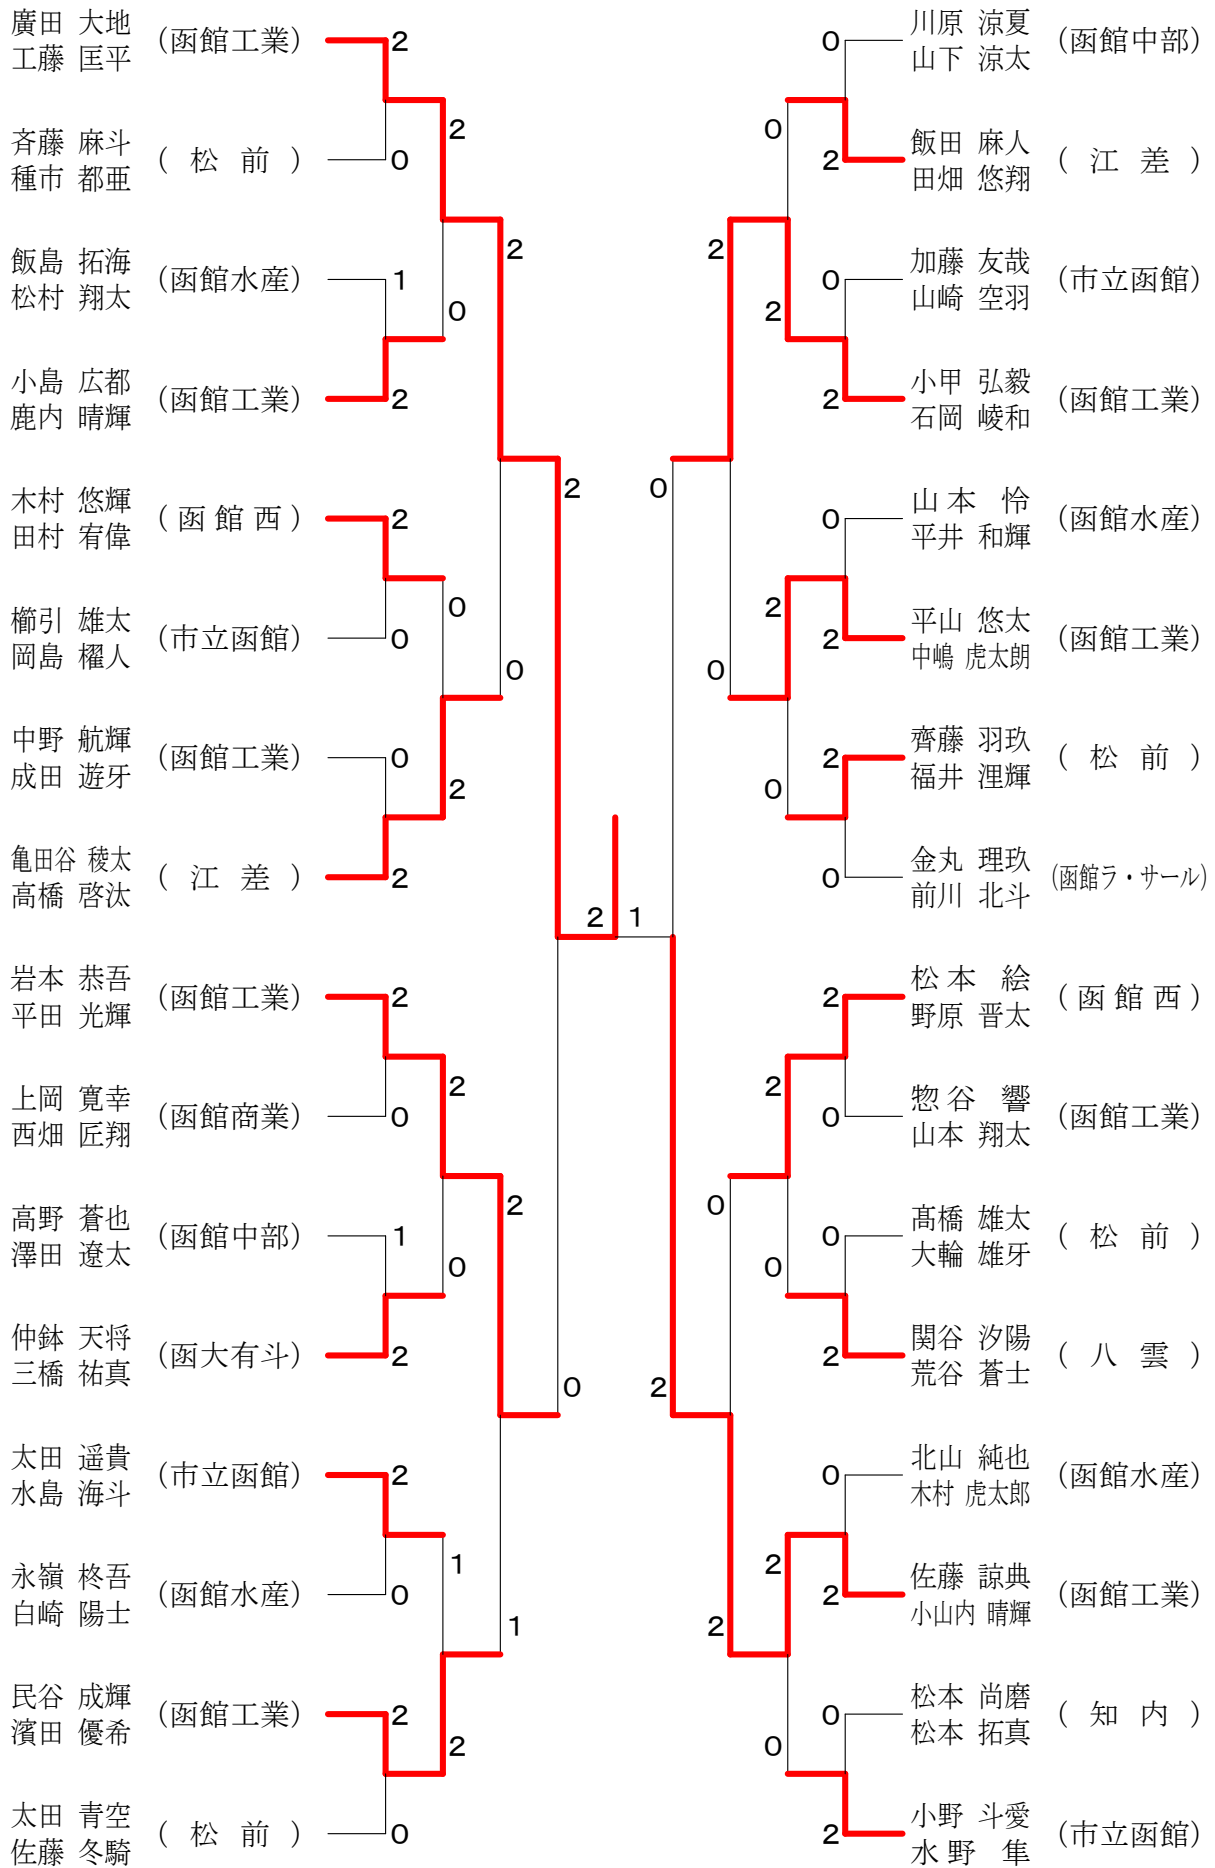 廣田 大地
工藤 匡平
(函館工業)
2
斉藤 麻斗
種市 都亜
( 松 前 )
0
2
飯島 拓海
松村 翔太
(函館水産)
1
小島 広都
鹿内 晴輝
(函館工業)
2
0
2
木村 悠輝
田村 宥偉
( 函 館 西 )
2
櫛引 雄太
岡島 櫂人
(市立函館)
0
0
中野 航輝
成田 遊牙
(函館工業)
0
亀田谷 稜太
高橋 啓汰
( 江 差 )
2
2
0
2
岩本 恭吾
平田 光輝
(函館工業)
2
上岡 寛幸
西畑 匠翔
(函館商業)
0
2
高野 蒼也
澤田 遼太
(函館中部)
1
仲鉢 天将
三橋 祐真
(函大有斗)
2
0
2
太田 遥貴
水島 海斗
(市立函館)
2
永嶺 柊吾
白崎 陽士
(函館水産)
0
1
民谷 成輝
濱田 優希
(函館工業)
2
太田 青空
佐藤 冬騎
( 松 前 )
0
2
1
0
2
1
0
川原 涼夏
山下 涼太
(函館中部)
2
飯田 麻人
田畑 悠翔
( 江 差 )
0
0
加藤 友哉
山崎 空羽
(市立函館)
2
小甲 弘毅
石岡 崚和
(函館工業)
2
2
0
山本 怜
平井 和輝
(函館水産)
2
平山 悠太
中嶋 虎太朗
(函館工業)
2
2
齊藤 羽玖
福井 浬輝
( 松 前 )
0
金丸 理玖
前川 北斗
(函館ラ・サール)
0
0
0
2
松本 絵
野原 晋太
( 函 館 西 )
0
惣谷 響
山本 翔太
(函館工業)
2
0
髙橋 雄太
大輪 雄牙
( 松 前 )
2
関谷 汐陽
荒谷 蒼士
( 八 雲 )
0
0
0
北山 純也
木村 虎太郎
(函館水産)
2
佐藤 諒典
小山内 晴輝
(函館工業)
2
0
松本 尚磨
松本 拓真
( 知 内 )
2
小野 斗愛
水野 隼
(市立函館)
0
2
2